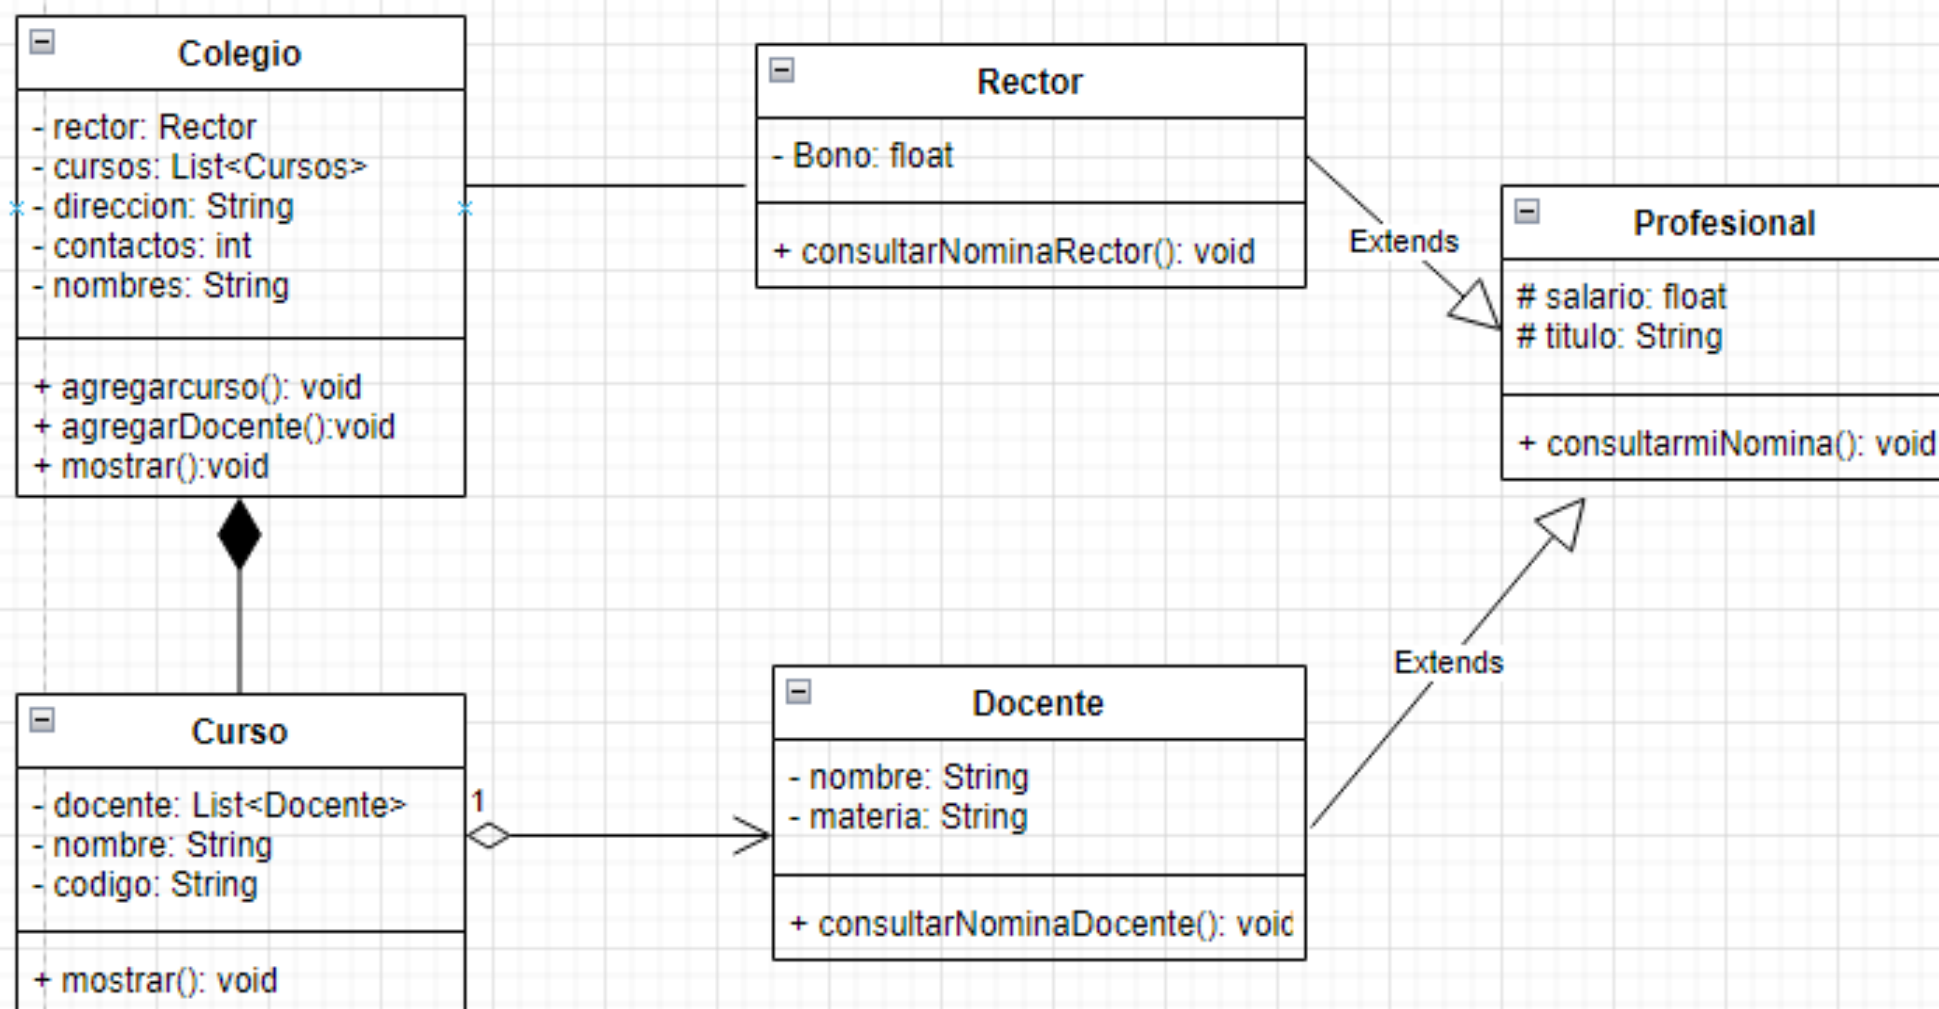 Colegio
- rector: Rector
- cursos: List<Cursos>
- direccion: String
- contactos: int
- nombres: String
+ agregarcurso(): void
+ agregarDocente():void
+ mostrar():void
Rector
- Bono: float
+ consultarNominaRector(): void
Extends
Profesional
# salario: float
# titulo: String
+ consultarmiNomina(): void
Extends
Curso
- docente: List<Docente>
- nombre: String
- codigo: String
+ mostrar(): void
1
Docente
- nombre: String
- materia: String
+ consultarNominaDocente(): void